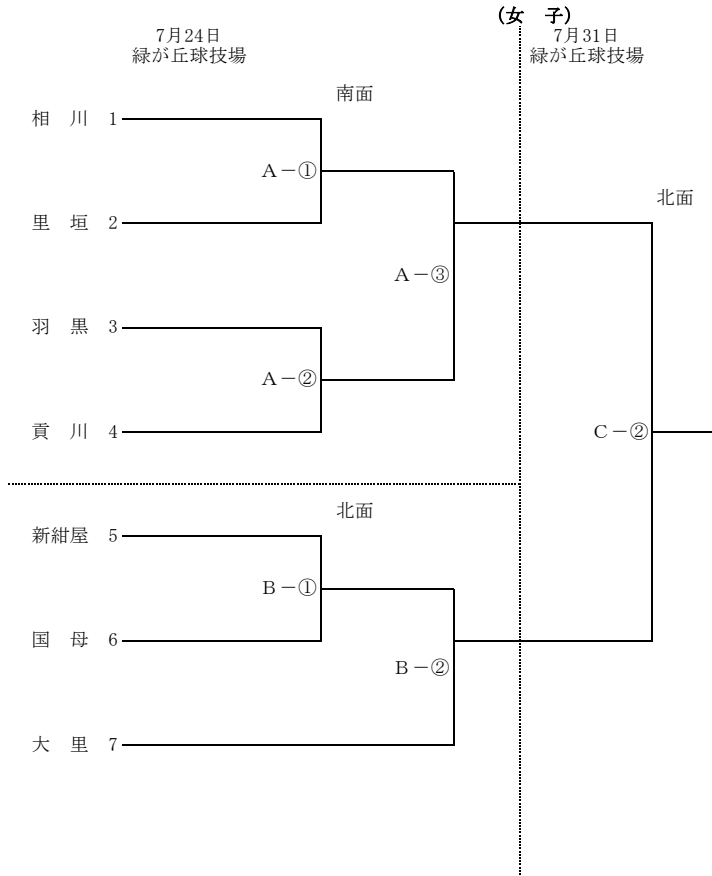 (女 子)
7月24日
緑が丘球技場
7月31日
緑が丘球技場
南面
相 川 1
A－①
里 垣 2
北面
A－③
羽 黒 3
A－②
貢 川 4
C－②
北面
新紺屋 5
B－①
国 母 6
B－②
大 里 7